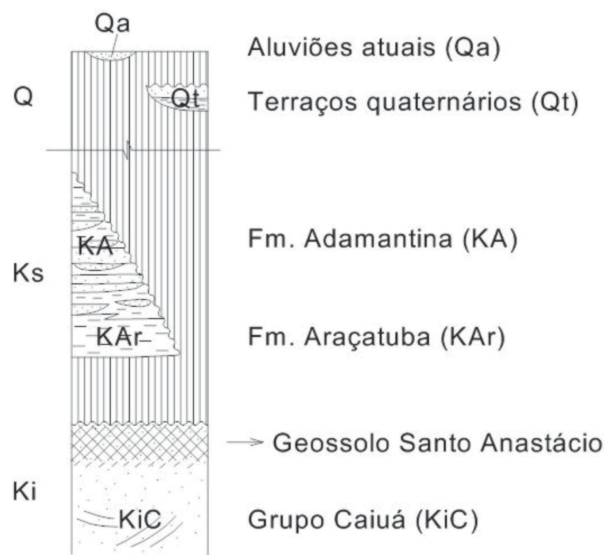 Qa
Aluviões atuais (Qa)
Q
Qt
Terraços quaternários (Qt)
KA
Fm. Adamantina (KA)
Ks
KAr
Fm. Araçatuba (KAr)
Geossolo Santo Anastácio
Ki
KiC
Grupo Caiuá (KiC)